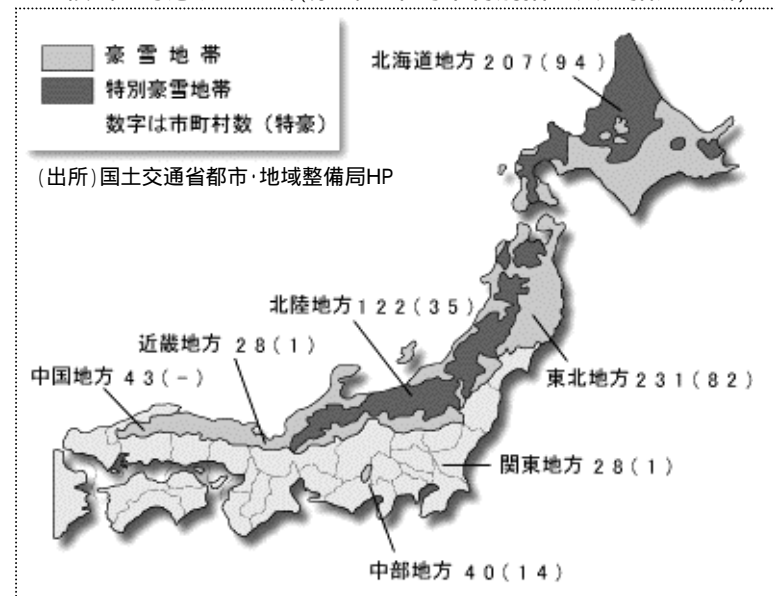 豪雪地帯
特別豪雪地帯
数字は市町村数（特豪）
(出所)国土交通省都市･地域整備局HP
北海道地方 207(94)
北陸地方122(35)
近畿地方 28(1)
中国地方 43(-)
東北地方231(82)
関東地方 28(1)
中部地方 40(14)